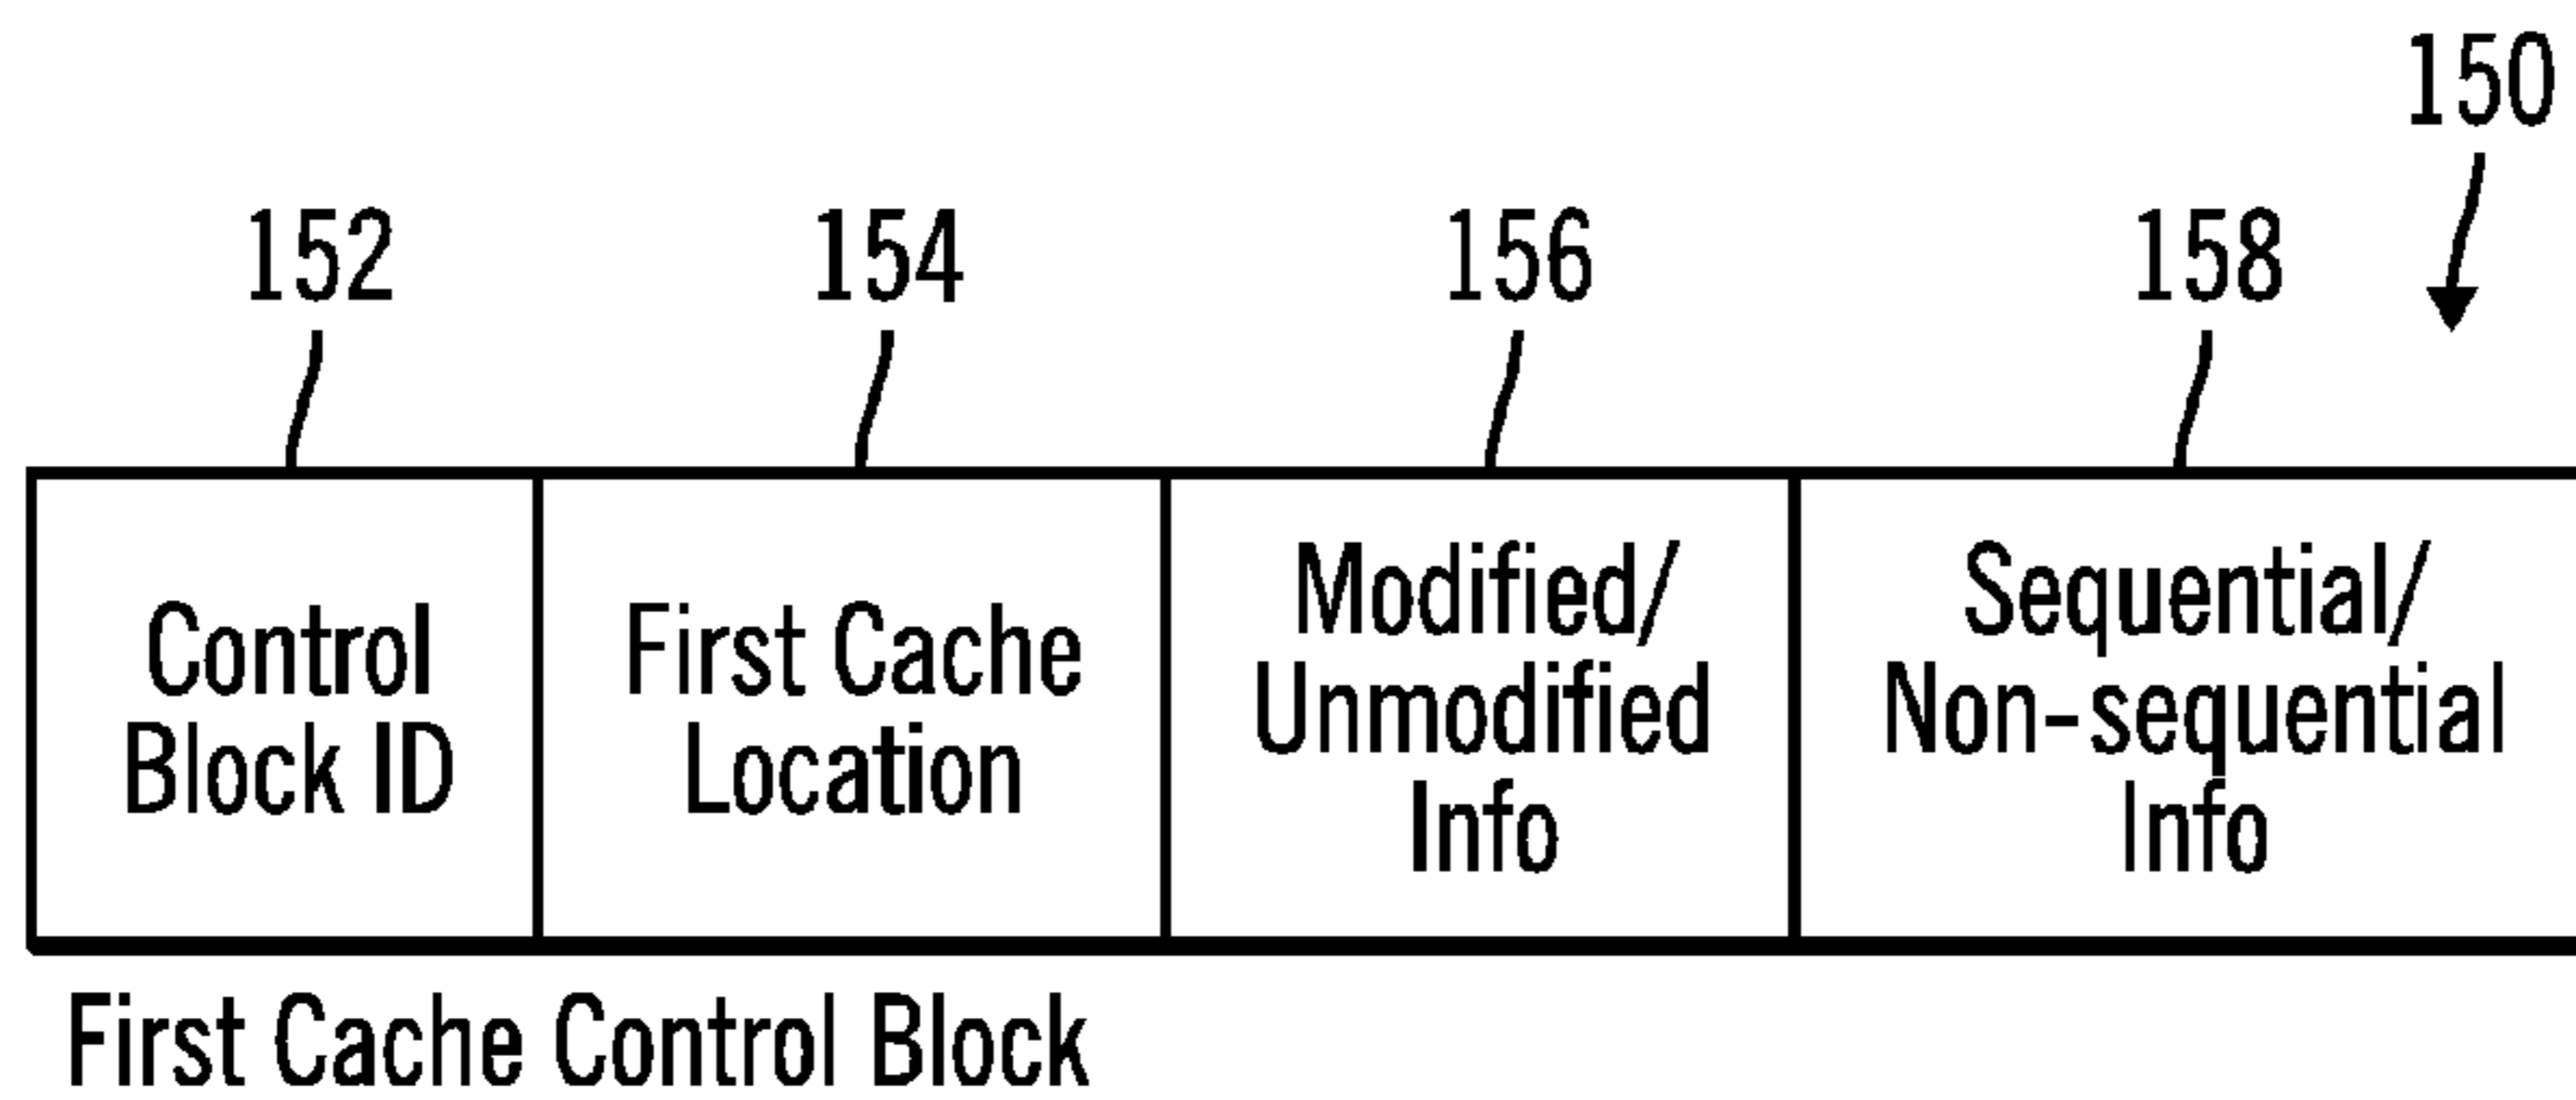 150
152
154
156
158
Control
Block ID
First Cache
Location
Modified/
Unmodified
Info
Sequential/
Non-sequential
Info
First Cache Control Block